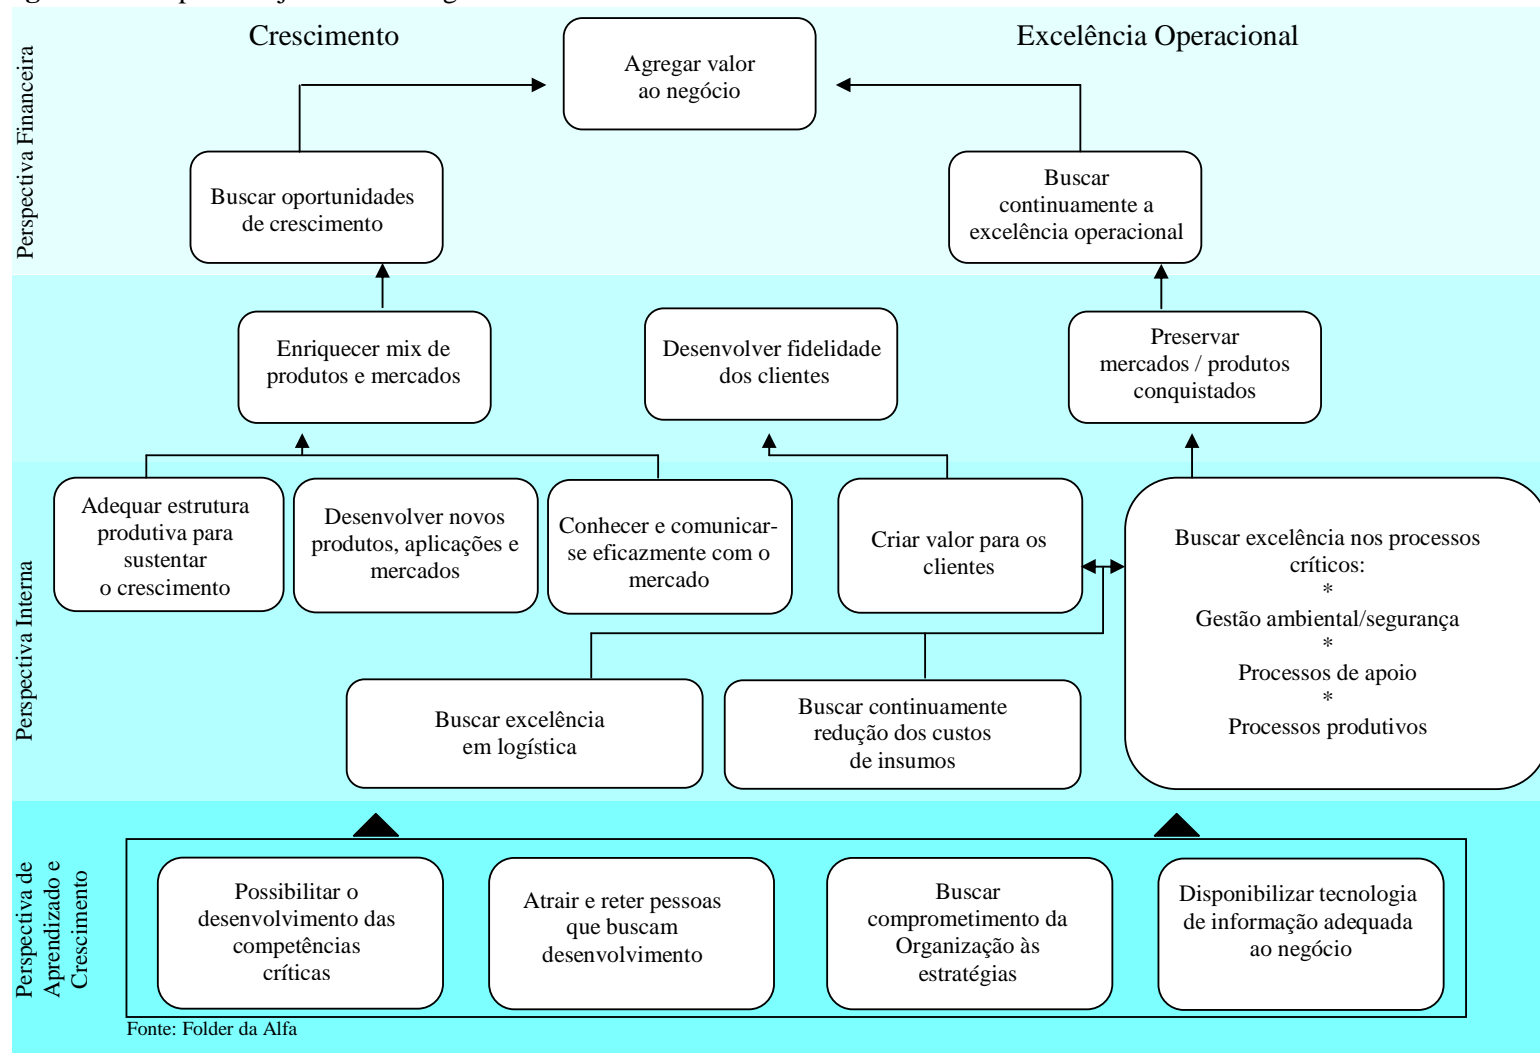 Crescimento
Excelência Operacional
Perspectiva Financeira
Agregar valor
ao negócio
Buscar oportunidades
de crescimento
Buscar
continuamente a
excelência operacional
Enriquecer mix de
produtos e mercados
Desenvolver fidelidade
dos clientes
Preservar
mercados / produtos
conquistados
Perspectiva Interna
Adequar estrutura
produtiva para
sustentar
o crescimento
Desenvolver novos
produtos, aplicações e
mercados
Conhecer e comunicar-
se eficazmente com o
mercado
Criar valor para os
clientes
Buscar excelência nos processos
críticos:
*
Gestão ambiental/segurança
*
Processos de apoio
*
Processos produtivos
Buscar excelência
em logística
Buscar continuamente
redução dos custos
de insumos
Perspectiva de
Aprendizado e
Crescimento
Possibilitar o
desenvolvimento das
competências
críticas
Atrair e reter pessoas
que buscam
desenvolvimento
Buscar
comprometimento da
Organização às
estratégias
Disponibilizar tecnologia
de informação adequada
ao negócio
Fonte: Folder da Alfa